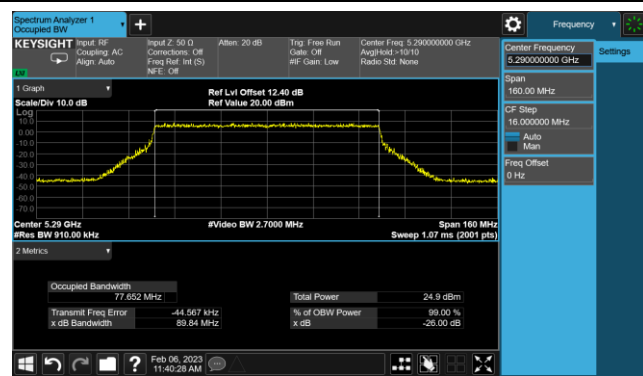 Spectrum Analyzer 1
Occupied BW
Frequency
KEYSIGHT
LXI
Input: RF
Coupling: AC
Align: Auto
Input Z: 50 Ω
Corrections: Off
Freq Ref: Int (S)
NFE: Off
Atten: 20 dB
Trig: Free Run
Gate: Off
#IF Gain: Low
Center Freq: 5.290000000 GHz
Avg|Hold:>10/10
Radio Std: None
Center Frequency
5.290000000 GHz
Settings
Span
160.00 MHz
CF Step
16.000000 MHz
Auto
Man
Freq Offset
0 Hz
1 Graph
Scale/Div 10.0 dB
Ref Lvl Offset 12.40 dB
Ref Value 20.00 dBm
Log
10.0
0.00
-10.0
-20.0
-30.0
-40.0
-50.0
-60.0
-70.0
Center 5.29 GHz
#Res BW 910.00 kHz
#Video BW 2.7000 MHz
Span 160 MHz
Sweep 1.07 ms (2001 pts)
2 Metrics
Occupied Bandwidth
77.652 MHz
Total Power 24.9 dBm
Transmit Freq Error -44.567 kHz
% of OBW Power 99.00 %
x dB Bandwidth 89.84 MHz
x dB -26.00 dB
?
Feb 06, 2023
11:40:28 AM